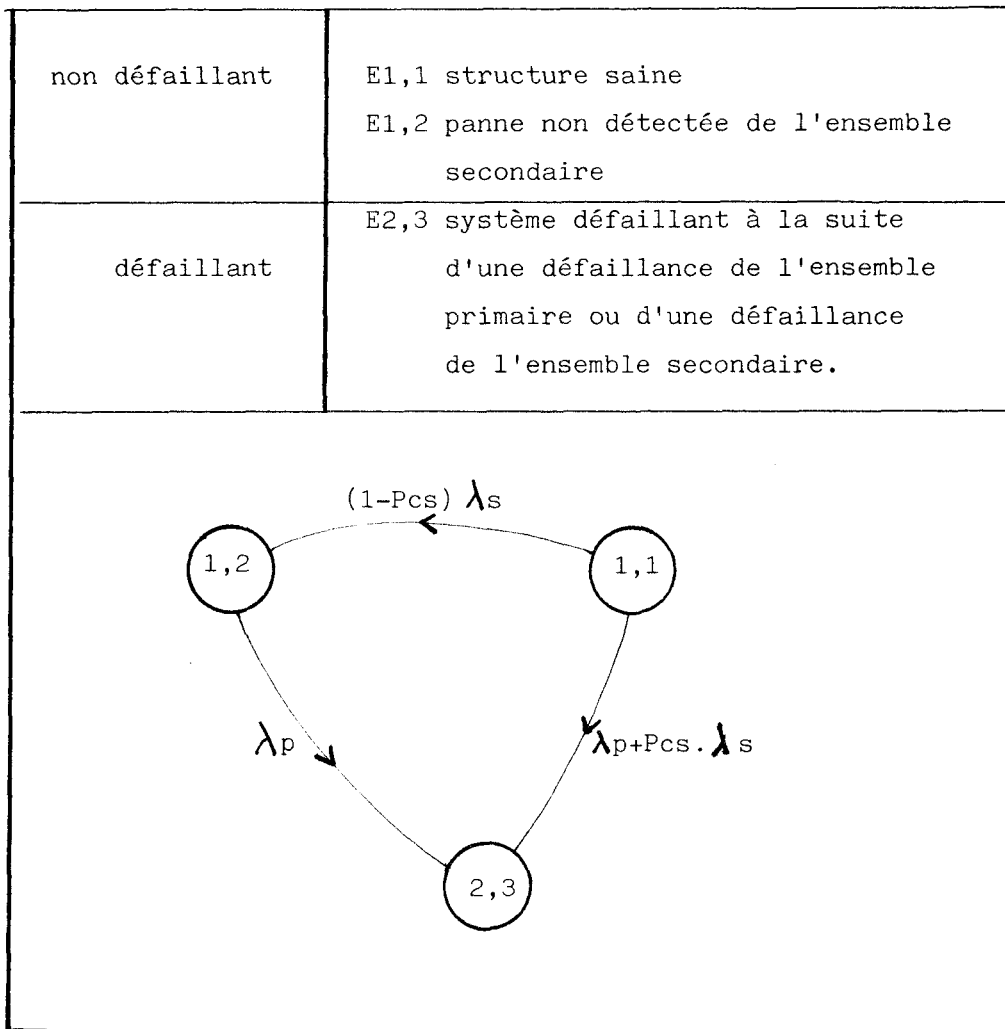 non défaillant
E1,1 structure saine
E1,2 panne non détectée de l'ensemble
secondaire
défaillant
E2,3 système défaillant à la suite
d'une défaillance de l'ensemble
primaire ou d'une défaillance
de l'ensemble secondaire.
(1-Pcs) λs
1,2
1,1
λp
λp+Pcs.λs
2,3